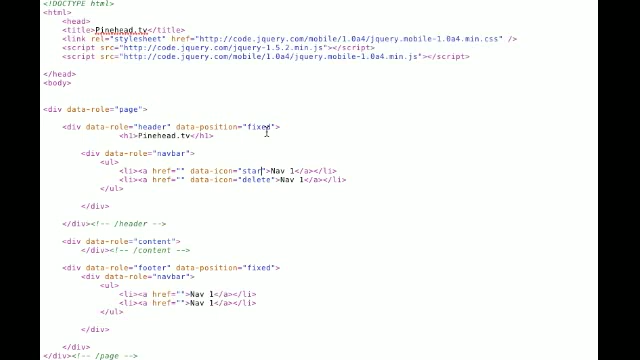 <!DOCTYPE html>
<html>
<head>
<title>Pinehead.tv</title>
<link rel="stylesheet" href="http://code.jquery.com/mobile/1.0a4/jquery.mobile-1.0a4.min.css" />
<script src="http://code.jquery.com/jquery-1.5.2.min.js"></script>
<script src="http://code.jquery.com/mobile/1.0a4/jquery.mobile-1.0a4.min.js"></script>
</head>
<body>
<div data-role="page">
<div data-role="header" data-position="fixed">
<h1>Pinehead.tv</h1>
<div data-role="navbar">
<ul>
<li><a href="" data-icon="star">Nav 1</a></li>
<li><a href="" data-icon="delete">Nav 1</a></li>
</ul>
</div>
</div><!-- /header -->
<div data-role="content">
</div><!-- /content -->
<div data-role="footer" data-position="fixed">
<div data-role="navbar">
<ul>
<li><a href="">Nav 1</a></li>
<li><a href="">Nav 1</a></li>
</ul>
</div>
</div>
</div><!-- /page -->